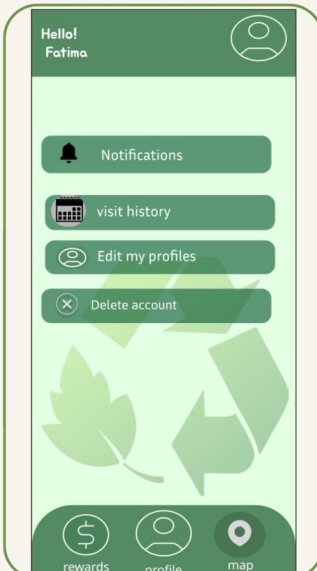 Hello!
Fatima
Notifications
visit history
Edit my profiles
Delete account
rewards
profile
map